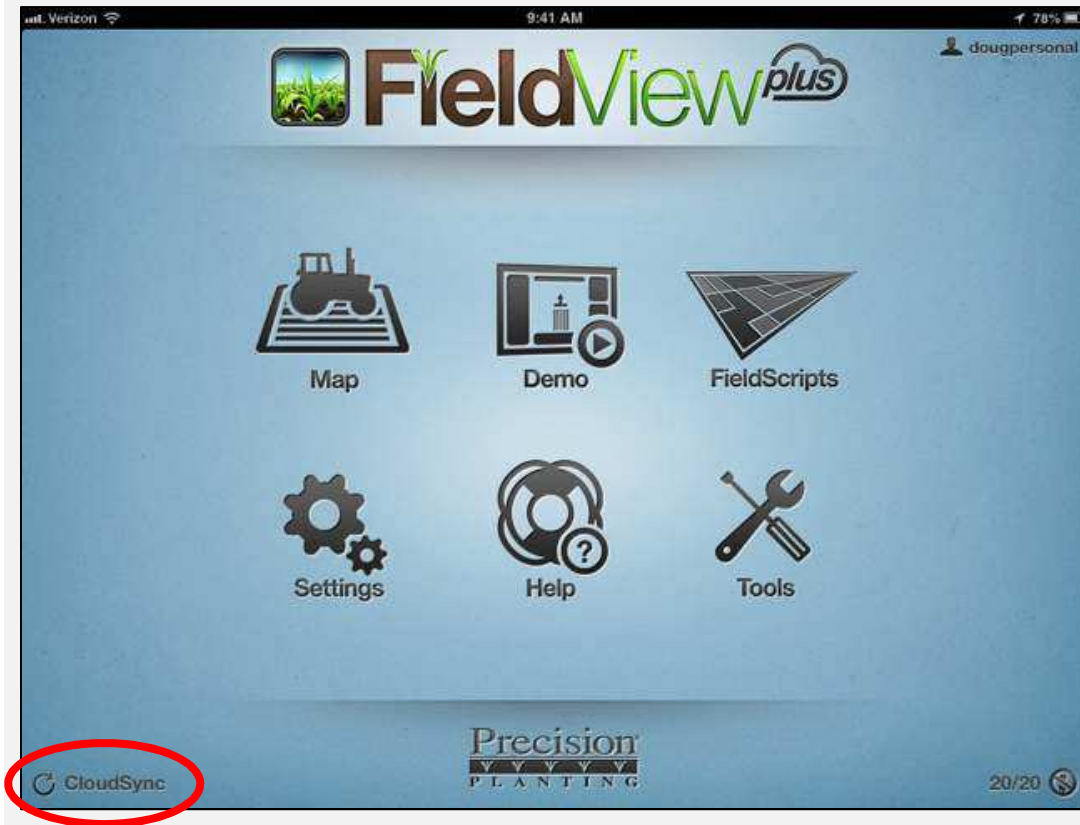 Verizon 9:41 AM 78%
dougpersonal
FieldView plus
Map Demo FieldScripts
?
Settings Help Tools
Precision
PLANTING
CloudSync 20/20